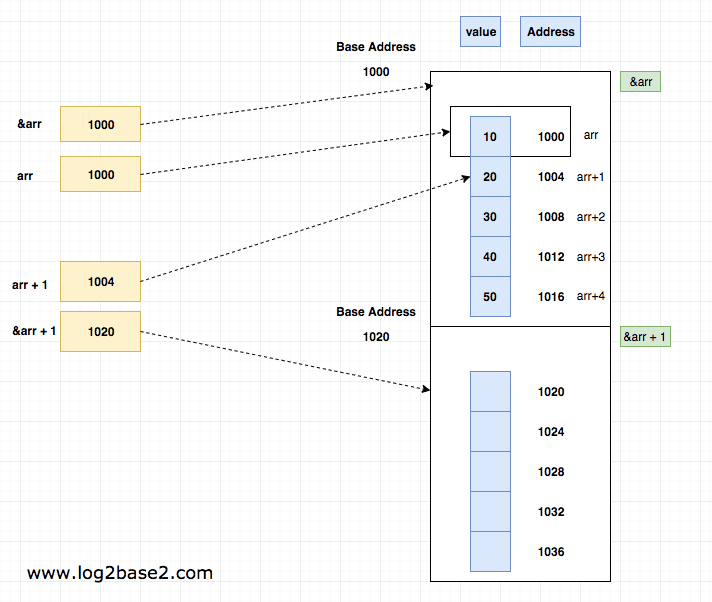 value Address
Base Address
1000
&arr
&arr 1000
10 1000 arr
arr 1000
20 1004 arr+1
30 1008 arr+2
40 1012 arr+3
arr + 1 1004
50 1016 arr+4
Base Address
1020
&arr + 1 1020
&arr + 1
1020
1024
1028
1032
1036
www.log2base2.com